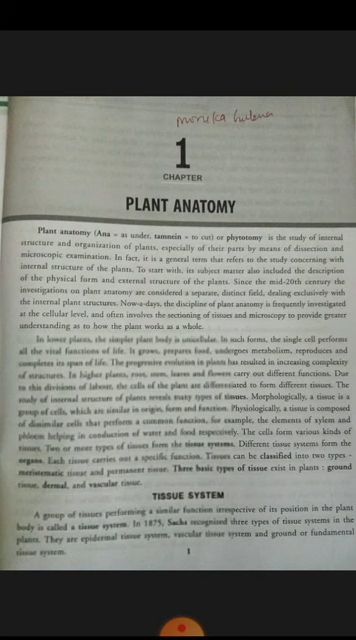 monika
1
CHAPTER
PLANT ANATOMY
Plant anatomy (Ana = as under, tamnein = to cut) or phytotomy is the study of internal
structure and organization of plants, especially of their parts by means of dissection and
microscopic examination. In fact, it is a general term that refers to the study concerning with
internal structure of the plants. To start with, its subject matter also included the description
of the physical form and external structure of the plants. Since the mid-20th century the
investigations on plant anatomy are considered a separate, distinct field, dealing exclusively with
the internal plant structures. Now-a-days, the discipline of plant anatomy is frequently investigated
at the cellular level, and often involves the sectioning of tissues and microscopy to provide greater
understanding as to how the plant works as a whole.
In lower plants, the simpler plant body is unicellular. In such forms, the single cell performs
all the vital functions of life. It grows, prepares food, undergoes metabolism, reproduces and
completes its span of life. The progressive evolution in plants has resulted in increasing complexity
of structures. In higher plants, root, stem, leaves and flowers carry out different functions. Due
to this divisions of labour, the cells of the plant are differentiated to form different tissues. The
study of internal structure of plants reveals many types of tissues. Morphologically, a tissue is a
group of cells, which are similar in origin, form and function. Physiologically, a tissue is composed
of dissimilar cells that perform a common function, for example, the elements of xylem and
phloem helping in conduction of water and food respectively. The cells form various kinds of
tissues. Two or more types of tissues form the tissue systems. Different tissue systems form the
organs. Each tissue carries out a specific function. Tissues can be classified into two types -
meristematic tissue and permanent tissue. Three basic types of tissue exist in plants : ground
tissue, dermal, and vascular tissue.
TISSUE SYSTEM
A group of tissues performing a similar function irrespective of its position in the plant
body is called a tissue system. In 1875, Sachs recognized three types of tissue systems in the
plants. They are epidermal tissue system, vascular tissue system and ground or fundamental
tissue system.
1